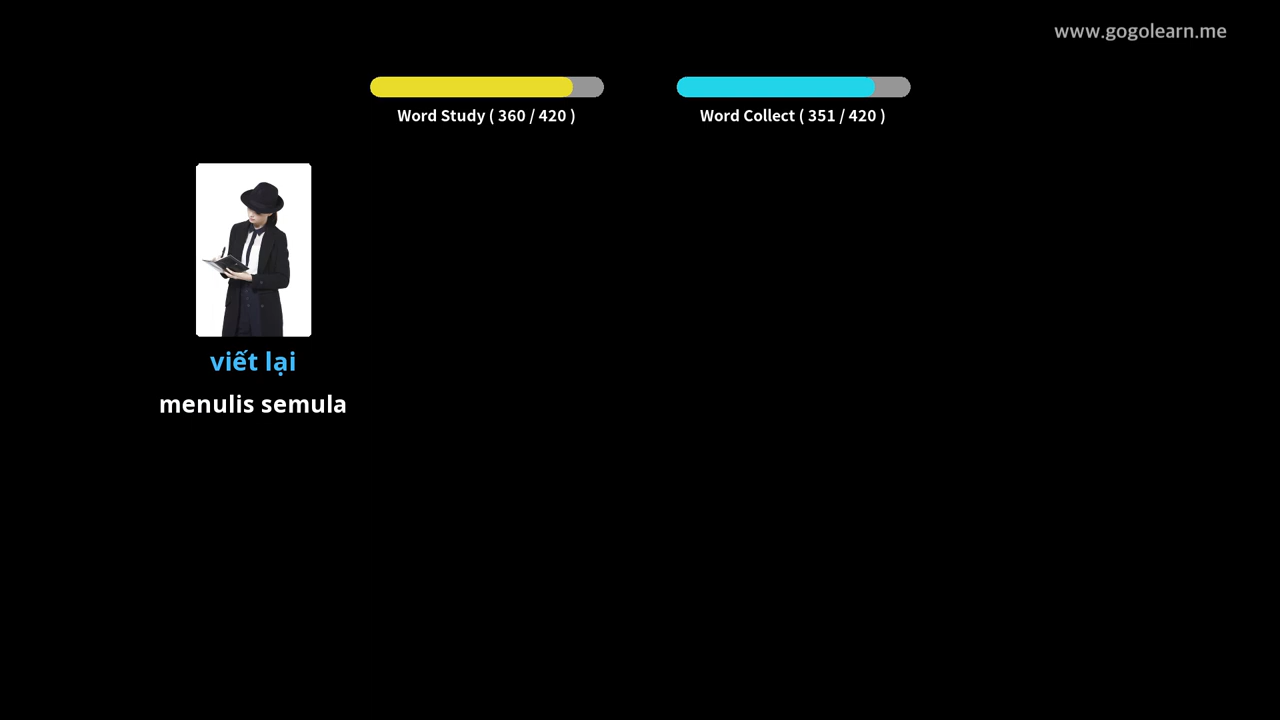 www.gogolearn.me
Word Study ( 360 / 420 )
Word Collect ( 351 / 420 )
viết lại
menulis semula